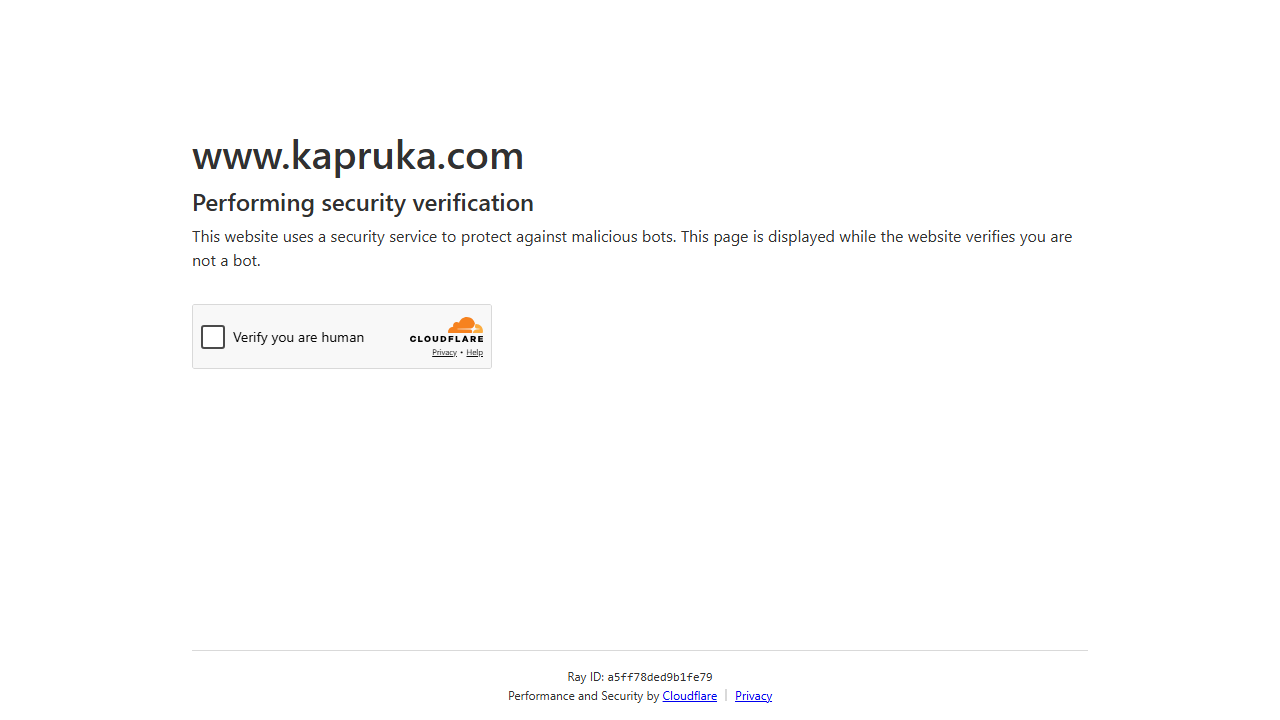 www.kapruka.com
Performing security verification
This website uses a security service to protect against malicious bots. This page is displayed while the website verifies you are
not a bot.
Verify you are human
CLOUDFLARE
Privacy • Help
Ray ID: a5ff78ded9b1fe79
Performance and Security by Cloudflare | Privacy